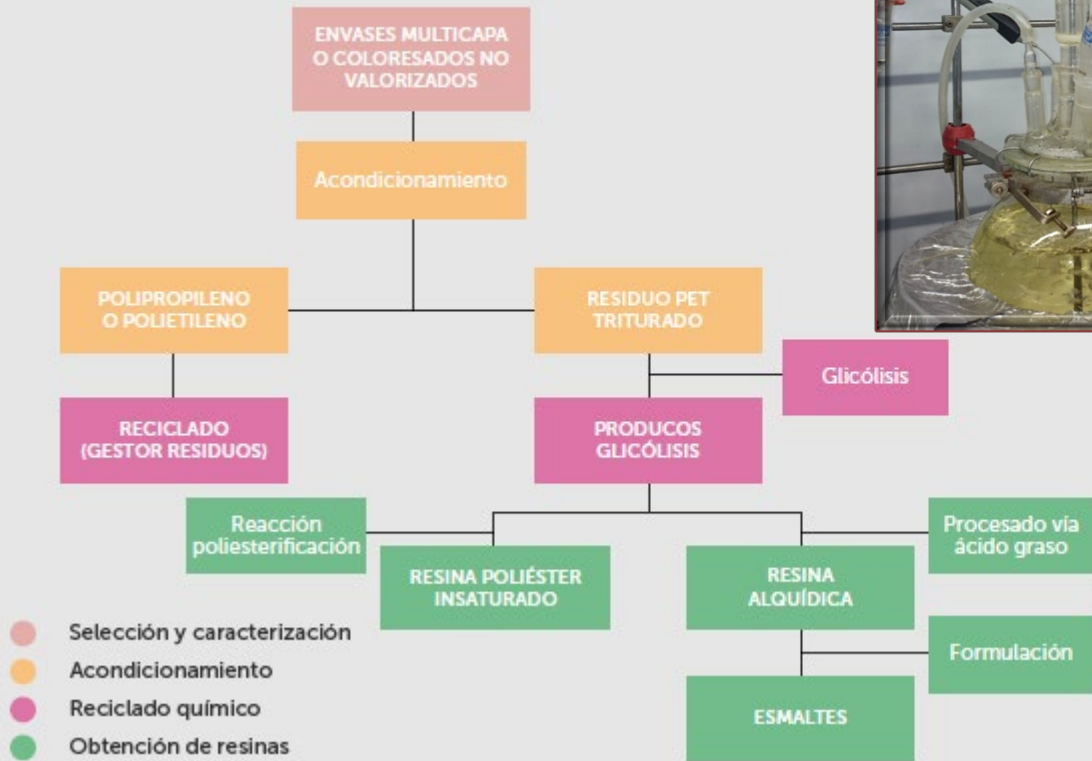 ENVASES MULTICAPA
O COLORESADOS NO
VALORIZADOS
Acondicionamiento
POLIPROPILENO
O POLIETILENO
RESIDUO PET
TRITURADO
Glicólisis
RECICLADO
(GESTOR RESIDUOS)
PRODUCOS
GLICÓLISIS
Reacción
poliesterificación
RESINA POLIÉSTER
INSATURADO
RESINA
ALQUÍDICA
Procesado vía
ácido graso
Formulación
ESMALTES
Selección y caracterización
Acondicionamiento
Reciclado químico
Obtención de resinas